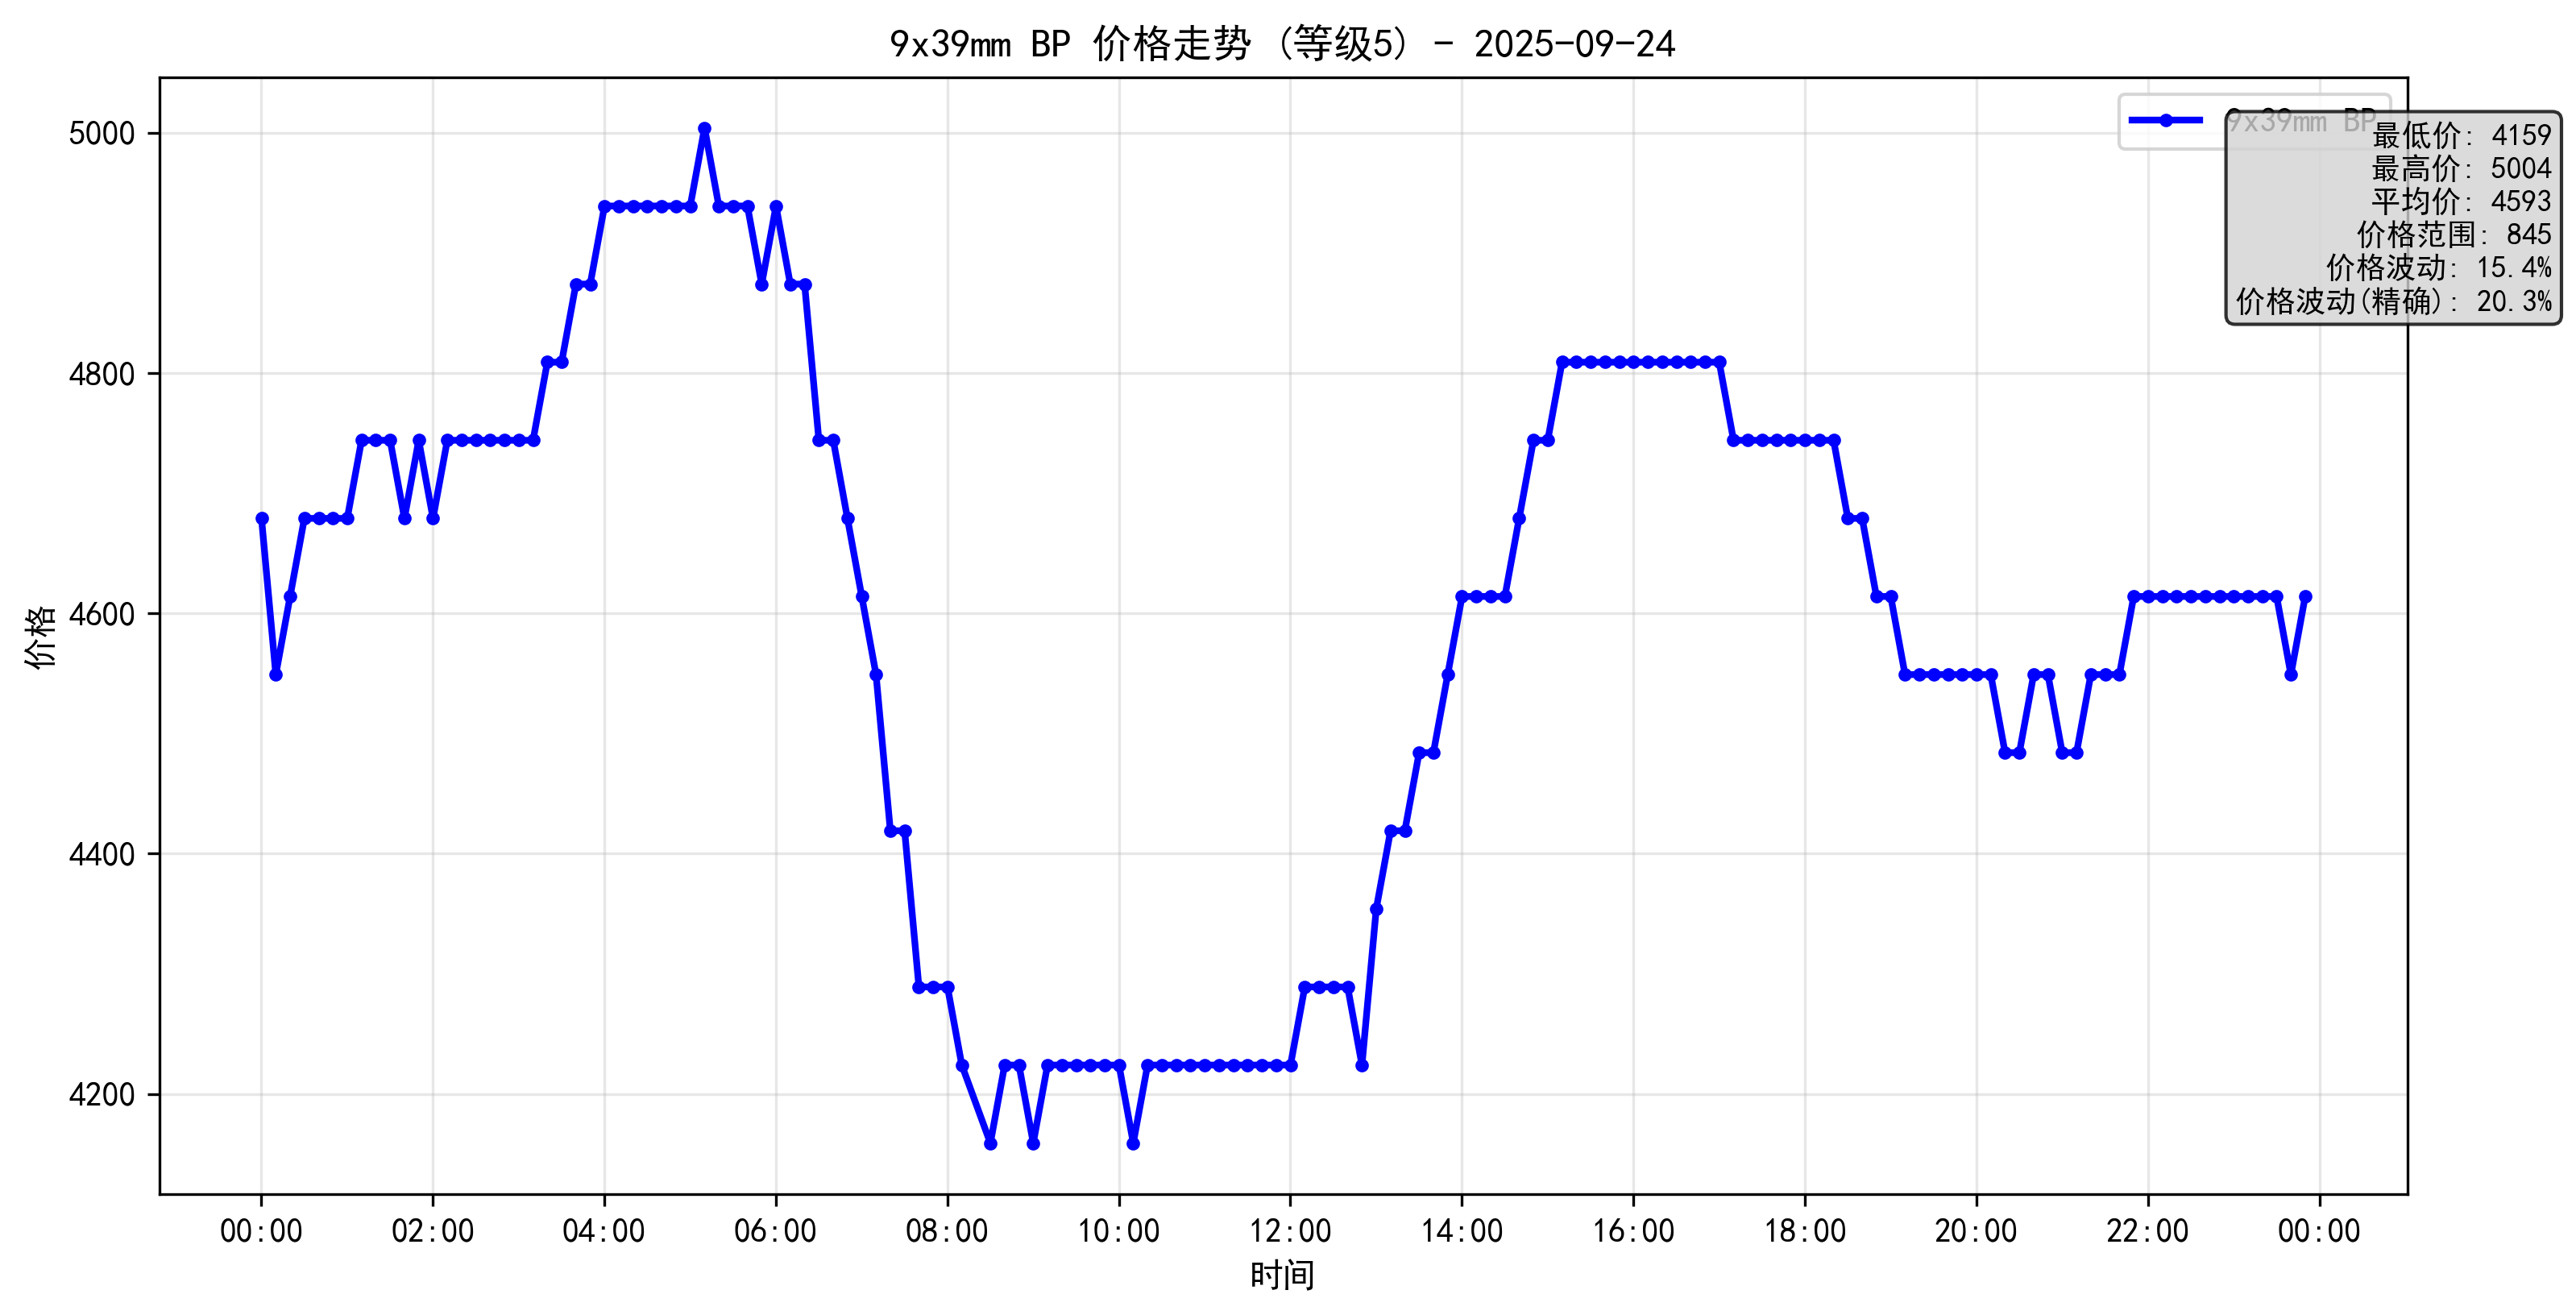 9x39mm BP 价格走势 (等级5) - 2025-09-24
9x39mm BP
最低价: 4159
最高价: 5004
平均价: 4593
价格范围: 845
价格波动: 15.4%
价格波动(精确): 20.3%
价格
5000
4800
4600
4400
4200
00:00 02:00 04:00 06:00 08:00 10:00 12:00 14:00 16:00 18:00 20:00 22:00 00:00
时间